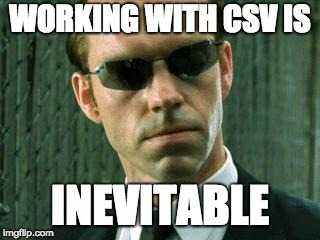 WORKING WITH CSV IS
INEVITABLE
imgflip.com